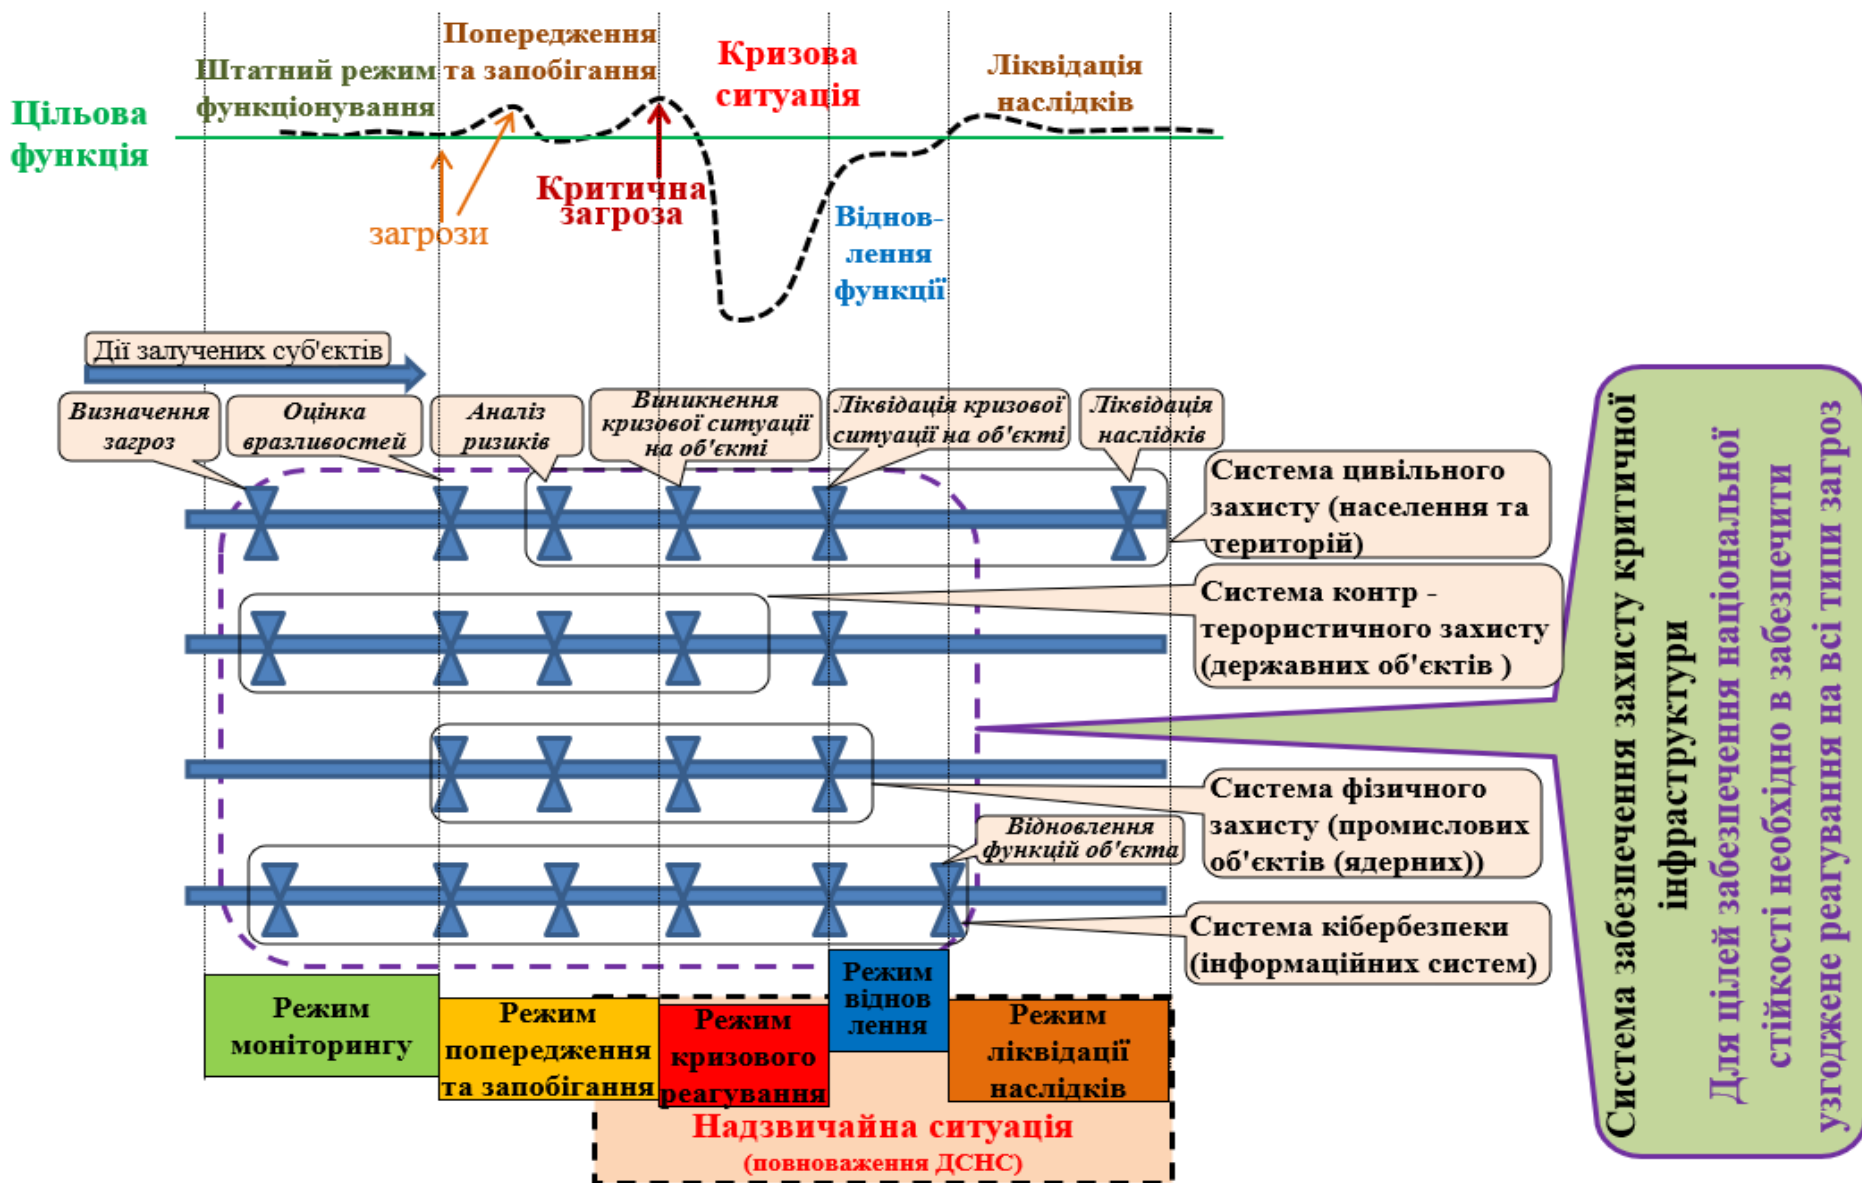 Цільова
функція
Штатний режим
функціонування
Попередження
та запобігання
Кризова
ситуація
Ліквідація
наслідків
загрози
Критична
загроза
Віднов-
лення
функції
Дії залучених суб'єктів
Визначення
загроз
Оцінка
вразливостей
Аналіз
ризиків
Виникнення
кризової ситуації
на об'єкті
Ліквідація кризової
ситуації на об'єкті
Ліквідація
наслідків
Система цивільного
захисту (населення та
територій)
Система контр -
терористичного захисту
(державних об'єктів )
Система фізичного
захисту (промислових
об'єктів (ядерних))
Відновлення
функцій об'єкта
Система кібербезпеки
(інформаційних систем)
Режим
моніторингу
Режим
попередження
та запобігання
Режим
кризового
реагування
Режим
віднов
лення
Режим
ліквідації
наслідків
Надзвичайна ситуація
(повноваження ДСНС)
Система забезпечення захисту критичної
інфраструктури
Для цілей забезпечення національної
стійкості необхідно в забезпечити
узгоджене реагування на всі типи загроз